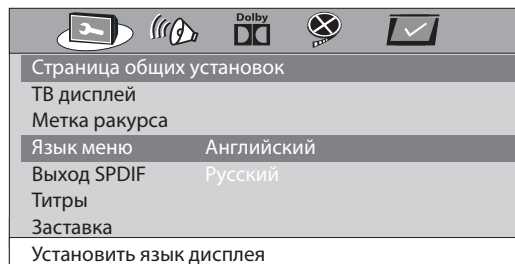 Dolby
Страница общих установок
ТВ дисплей
Метка ракурса
Язык меню Английский
Выход SPDIF Русский
Титры
Заставка
Установить язык дисплея